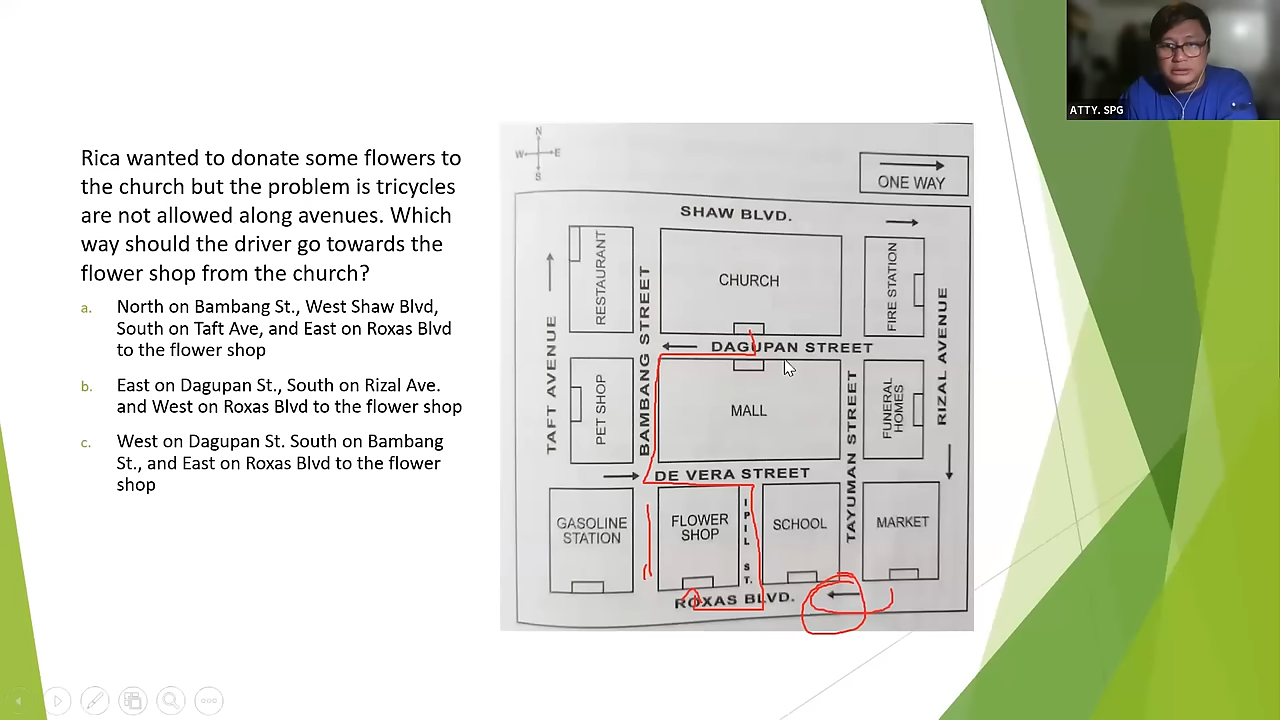 Rica wanted to donate some flowers to
the church but the problem is tricycles
are not allowed along avenues. Which
way should the driver go towards the
flower shop from the church?
a. North on Bambang St., West Shaw Blvd,
South on Taft Ave, and East on Roxas Blvd
to the flower shop
b. East on Dagupan St., South on Rizal Ave.
and West on Roxas Blvd to the flower shop
c. West on Dagupan St. South on Bambang
St., and East on Roxas Blvd to the flower
shop
ATTY. SPG
N
W E
S
ONE WAY
SHAW BLVD.
RESTAURANT
CHURCH
FIRE STATION
TAFT AVENUE
BAMBANG STREET
DAGUPAN STREET
RIZAL AVENUE
PET SHOP
MALL
TAYUMAN STREET
FUNERAL
HOMES
DE VERA STREET
GASOLINE
STATION
FLOWER
SHOP
IPIL ST.
SCHOOL
MARKET
ROXAS BLVD.